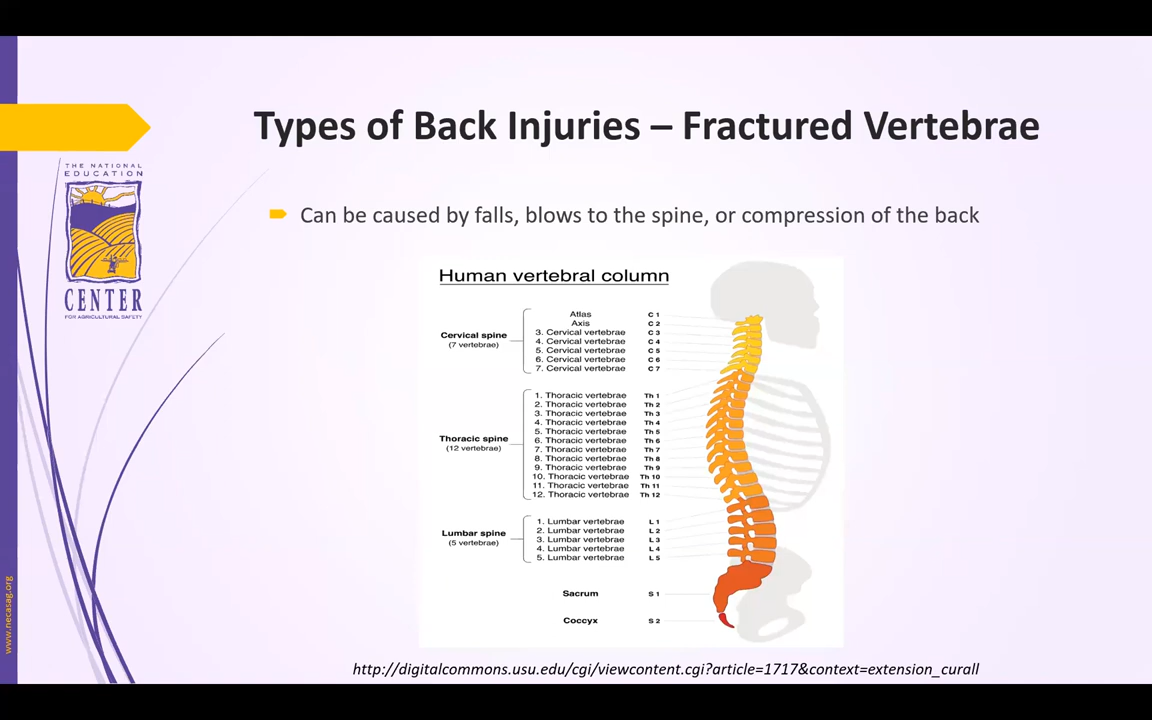 Types of Back Injuries – Fractured Vertebrae
THE NATIONAL
EDUCATION
CENTER
FOR AGRICULTURAL SAFETY
Can be caused by falls, blows to the spine, or compression of the back
Human vertebral column
Cervical spine
(7 vertebrae)
Atlas C 1
Axis C 2
3. Cervical vertebrae C 3
4. Cervical vertebrae C 4
5. Cervical vertebrae C 5
6. Cervical vertebrae C 6
7. Cervical vertebrae C 7
Thoracic spine
(12 vertebrae)
1. Thoracic vertebrae Th 1
2. Thoracic vertebrae Th 2
3. Thoracic vertebrae Th 3
4. Thoracic vertebrae Th 4
5. Thoracic vertebrae Th 5
6. Thoracic vertebrae Th 6
7. Thoracic vertebrae Th 7
8. Thoracic vertebrae Th 8
9. Thoracic vertebrae Th 9
10. Thoracic vertebrae Th 10
11. Thoracic vertebrae Th 11
12. Thoracic vertebrae Th 12
Lumbar spine
(5 vertebrae)
1. Lumbar vertebrae L 1
2. Lumbar vertebrae L 2
3. Lumbar vertebrae L 3
4. Lumbar vertebrae L 4
5. Lumbar vertebrae L 5
Sacrum S 1
Coccyx S 2
www.necasag.org
http://digitalcommons.usu.edu/cgi/viewcontent.cgi?article=1717&context=extension_curall